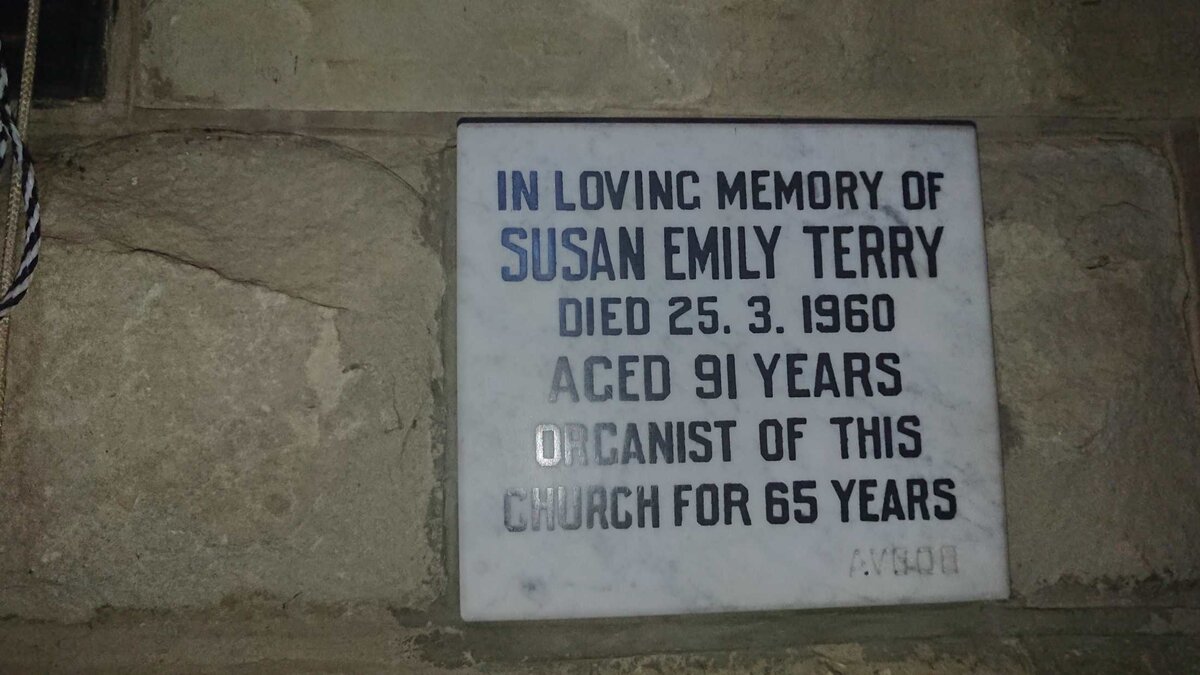 IN LOVING MEMORY OF
SUSAN EMILY TERRY
DIED 25. 3. 1960
AGED 91 YEARS
ORGANIST OF THIS
CHURCH FOR 65 YEARS
AVBOB